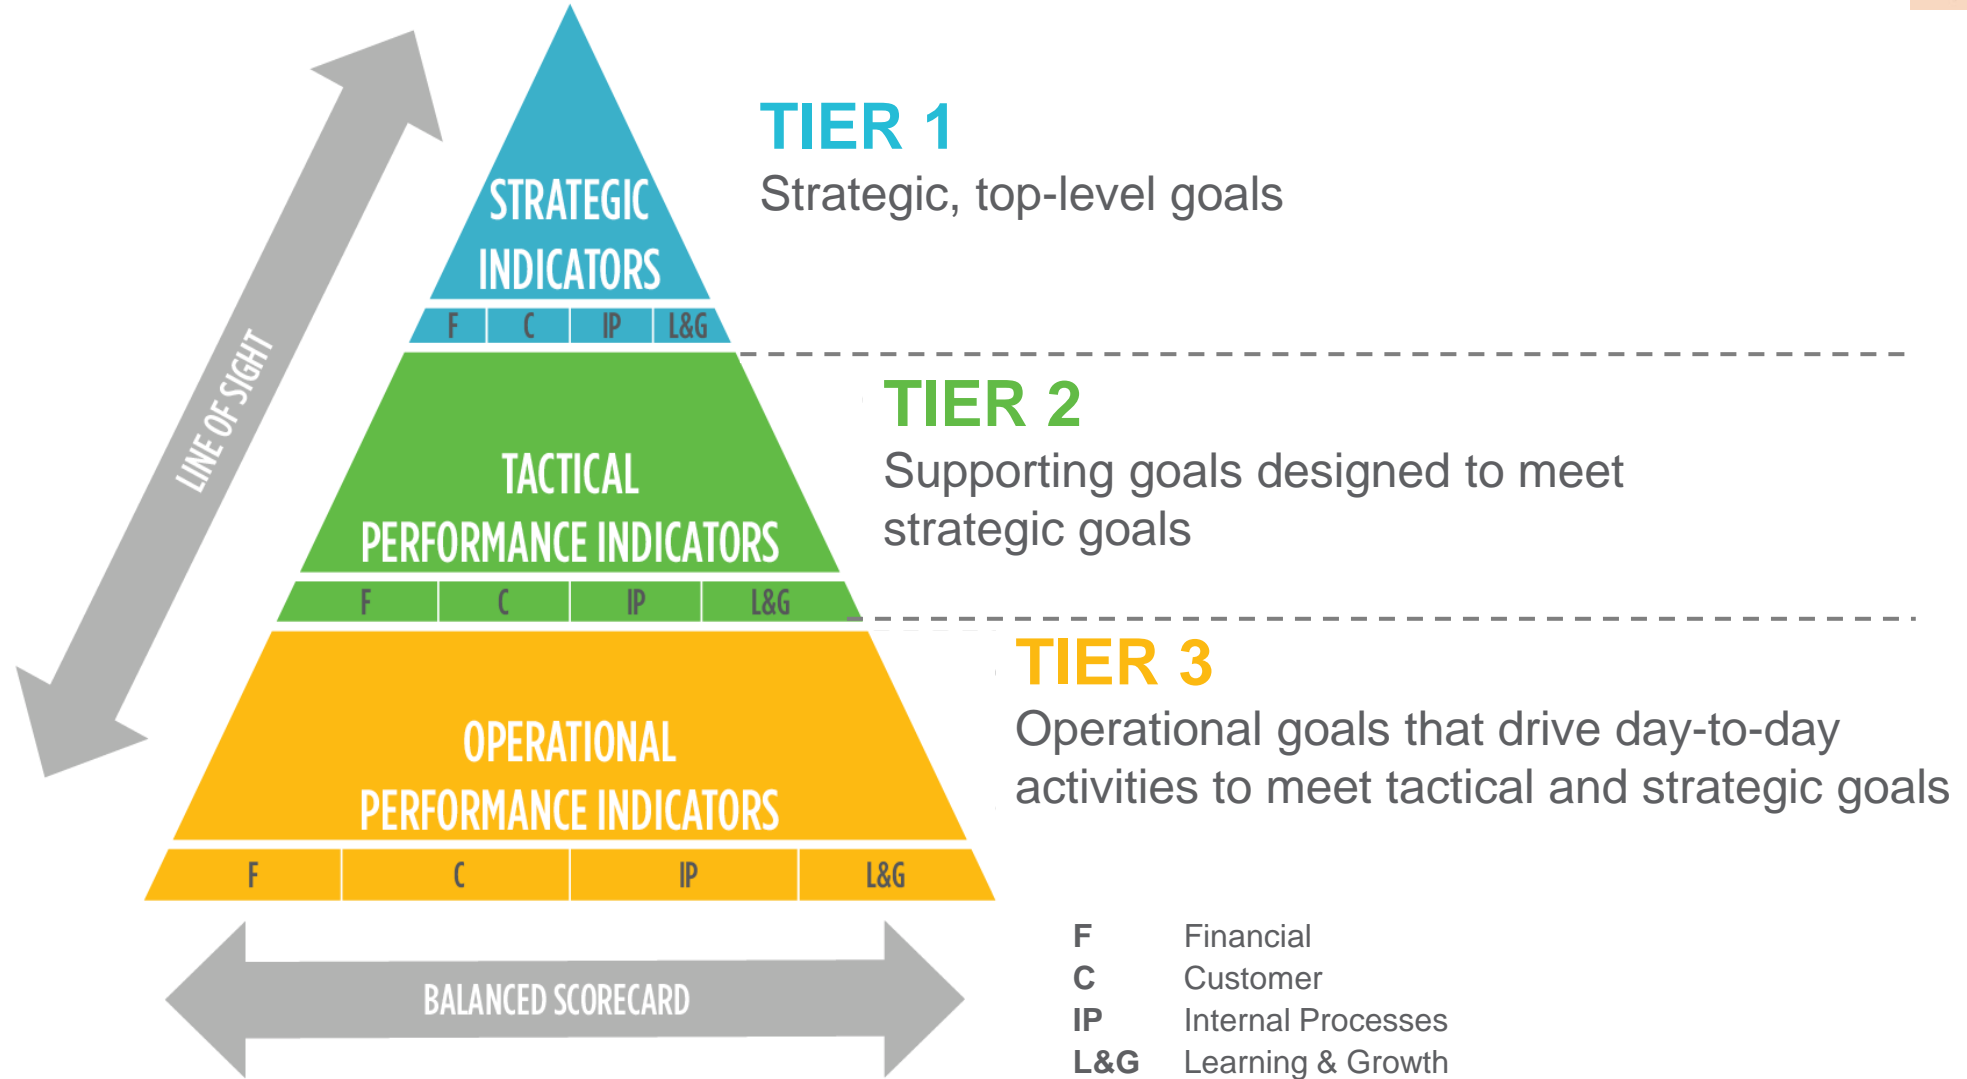 TIER 1
Strategic, top-level goals
STRATEGIC
INDICATORS
F C IP L&G
LINE OF SIGHT
TIER 2
Supporting goals designed to meet
strategic goals
TACTICAL
PERFORMANCE INDICATORS
F C IP L&G
TIER 3
Operational goals that drive day-to-day
activities to meet tactical and strategic goals
OPERATIONAL
PERFORMANCE INDICATORS
F C IP L&G
BALANCED SCORECARD
F Financial
C Customer
IP Internal Processes
L&G Learning & Growth